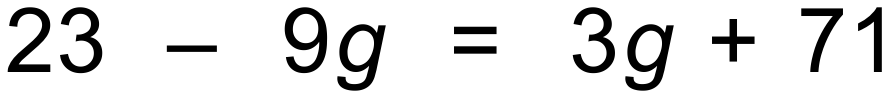 23 – 9g = 3g + 71